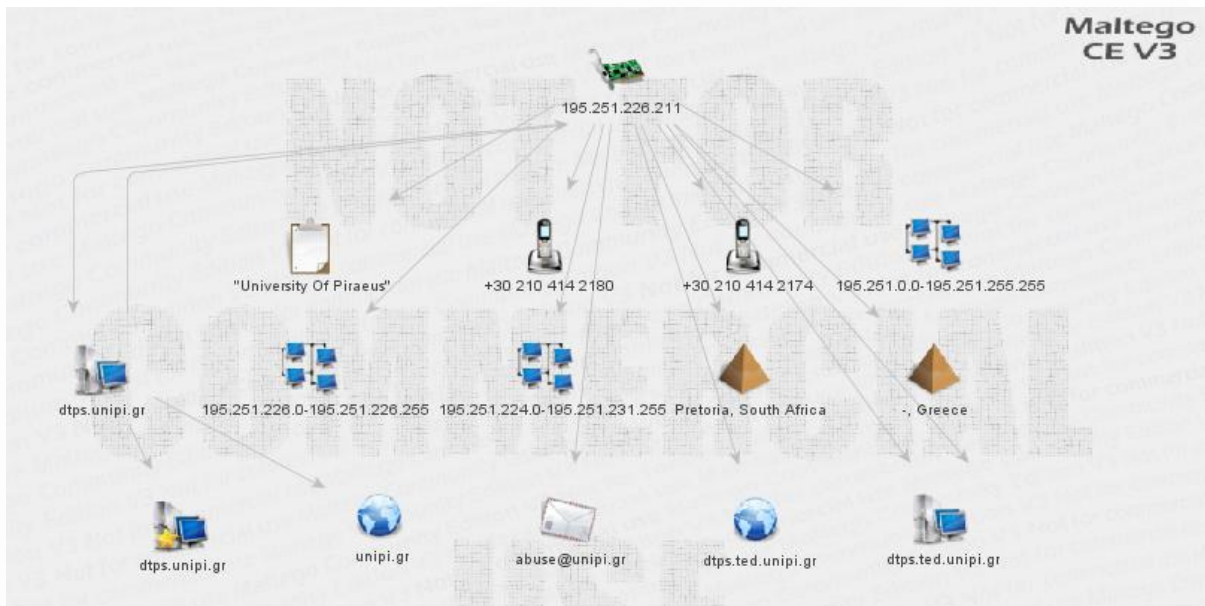 Maltego
CE V3
195.251.226.211
NOT FOR
"University Of Piraeus"
+30 210 414 2180
+30 210 414 2174
195.251.0.0-195.251.255.255
COMMERCIAL
dtps.unipi.gr
195.251.226.0-195.251.226.255
195.251.224.0-195.251.231.255
Pretoria, South Africa
-, Greece
dtps.unipi.gr
unipi.gr
abuse@unipi.gr
dtps.ted.unipi.gr
dtps.ted.unipi.gr